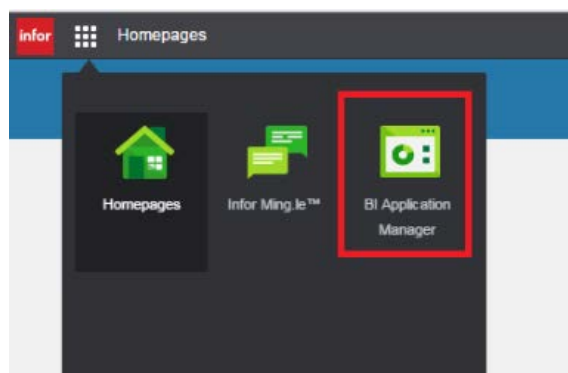 infor
Homepages
Homepages
Infor Ming.le™
BI Application
Manager